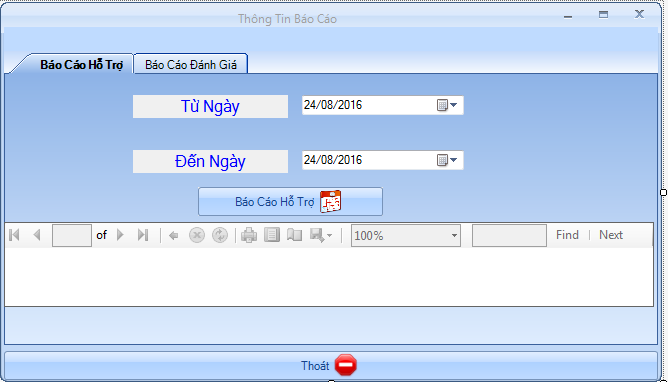 Thông Tin Báo Cáo
Báo Cáo Hỗ Trợ Báo Cáo Đánh Giá
Từ Ngày 24/08/2016
Đến Ngày 24/08/2016
Báo Cáo Hỗ Trợ
of 100% Find | Next
Thoát